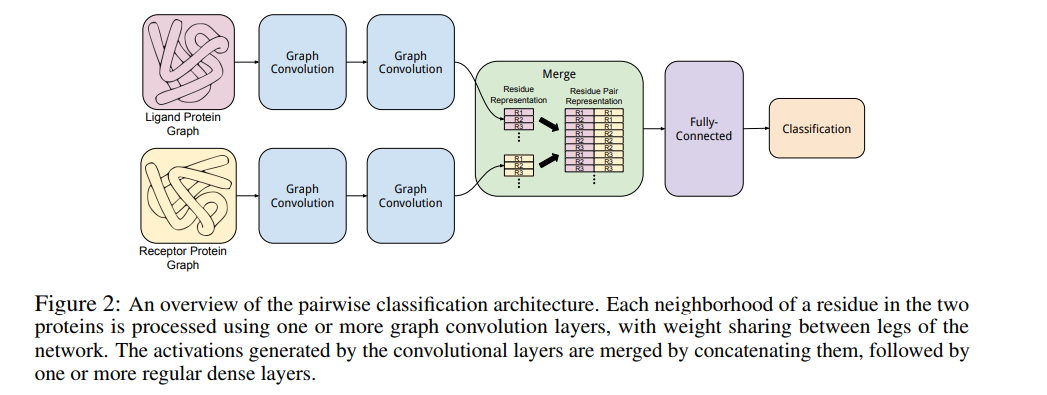 Ligand Protein
Graph
Graph
Convolution
Graph
Convolution
Receptor Protein
Graph
Graph
Convolution
Graph
Convolution
Merge
Residue
Representation
R1
R2
R3
R1
R2
R3
Residue Pair
Representation
R1 R1
R2 R1
R3 R1
R1 R2
R2 R2
R3 R2
R1 R3
R2 R3
R3 R3
Fully-
Connected
Classification
Figure 2: An overview of the pairwise classification architecture. Each neighborhood of a residue in the two
proteins is processed using one or more graph convolution layers, with weight sharing between legs of the
network. The activations generated by the convolutional layers are merged by concatenating them, followed by
one or more regular dense layers.